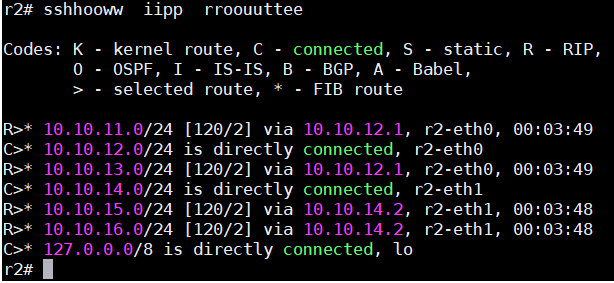 r2# sshhooww  iipp  rroouuttee

Codes: K - kernel route, C - connected, S - static, R - RIP,
       O - OSPF, I - IS-IS, B - BGP, A - Babel,
       > - selected route, * - FIB route

R>* 10.10.11.0/24 [120/2] via 10.10.12.1, r2-eth0, 00:03:49
C>* 10.10.12.0/24 is directly connected, r2-eth0
R>* 10.10.13.0/24 [120/2] via 10.10.12.1, r2-eth0, 00:03:49
C>* 10.10.14.0/24 is directly connected, r2-eth1
R>* 10.10.15.0/24 [120/2] via 10.10.14.2, r2-eth1, 00:03:48
R>* 10.10.16.0/24 [120/2] via 10.10.14.2, r2-eth1, 00:03:48
C>* 127.0.0.0/8 is directly connected, lo
r2#